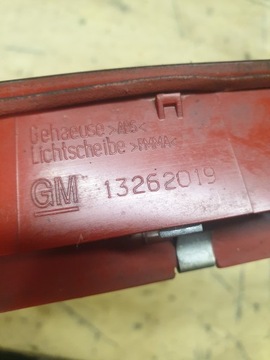 Gehaeuse >ABS<
Lichtscheibe >PMMA<
GM 13262019